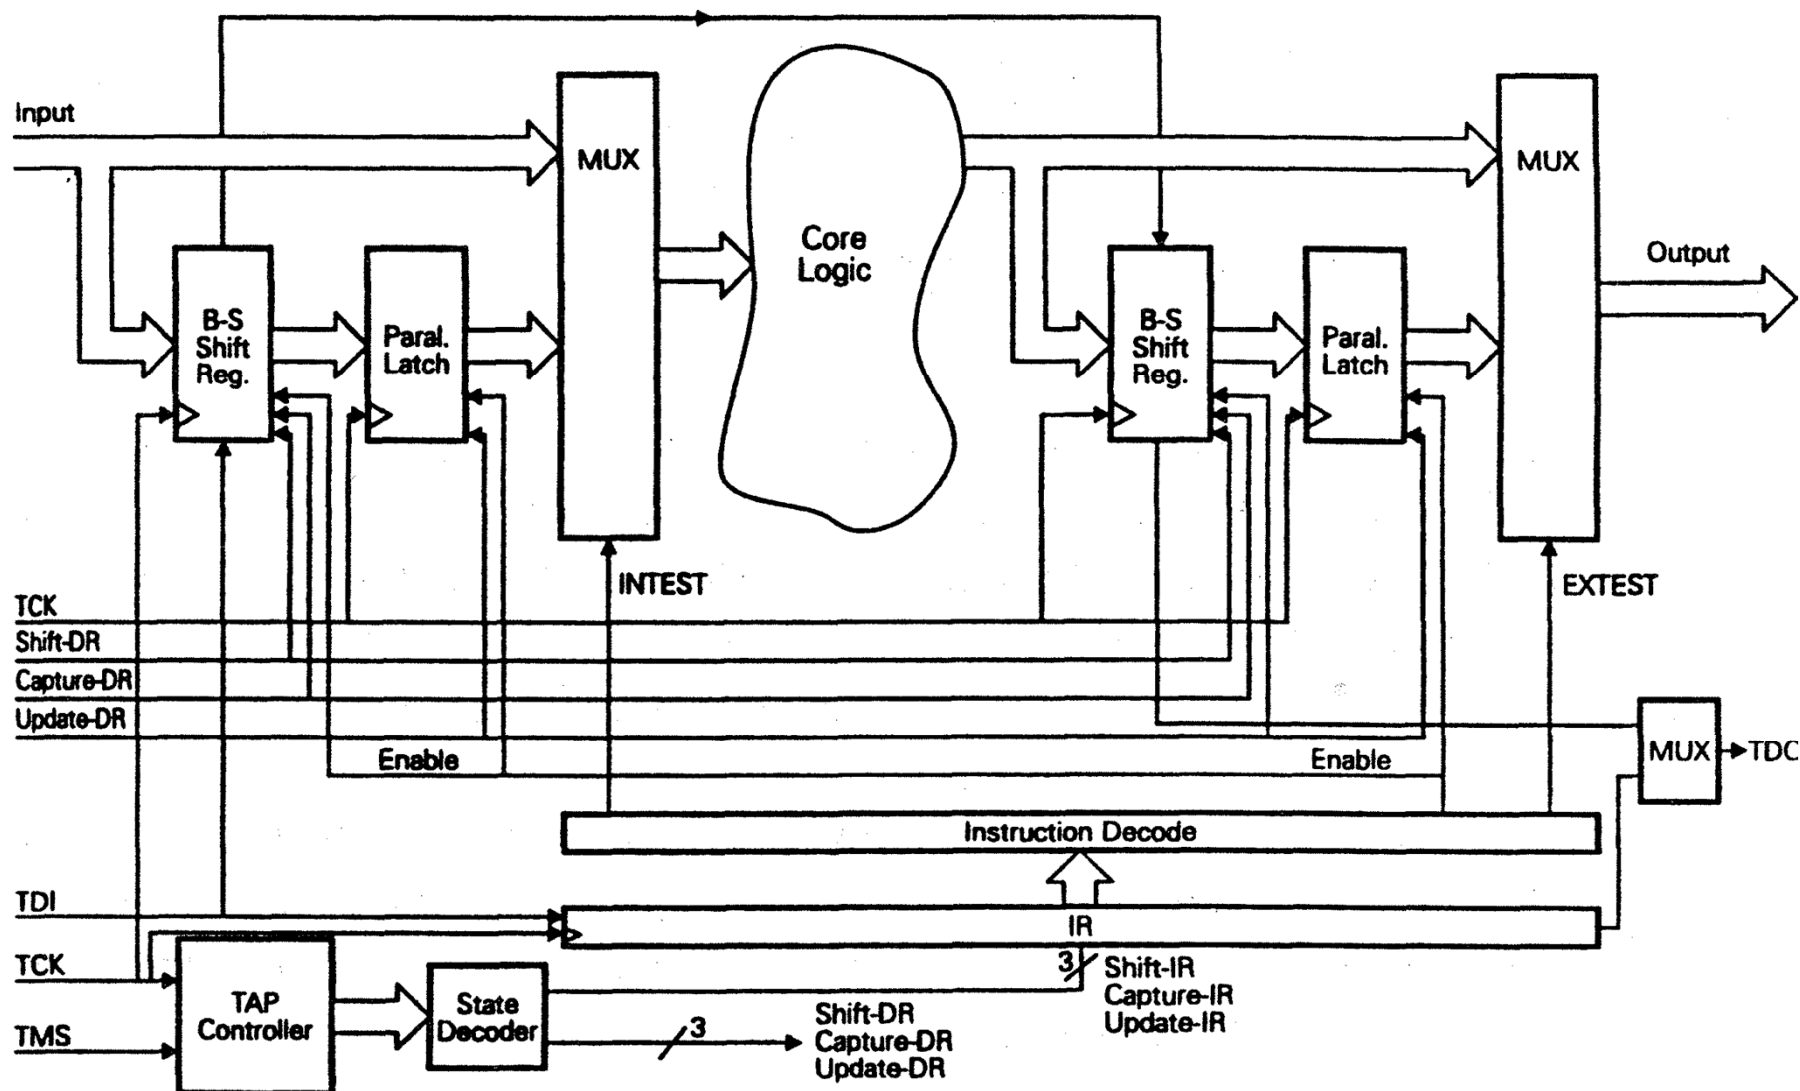 Input
MUX
Core
Logic
MUX
Output
B-S
Shift
Reg.
Paral.
Latch
B-S
Shift
Reg.
Paral.
Latch
INTEST
EXTEST
TCK
Shift-DR
Capture-DR
Update-DR
Enable
Enable
MUX
TDC
Instruction Decode
TDI
IR
TCK
TMS
TAP
Controller
State
Decoder
3
Shift-IR
Capture-IR
Update-IR
3
Shift-DR
Capture-DR
Update-DR